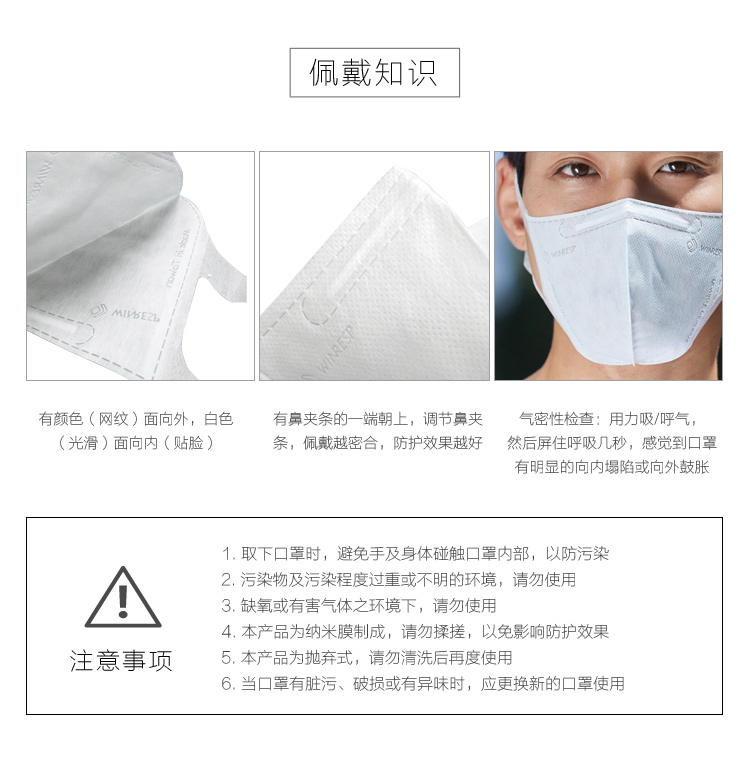 佩戴知识
WINRESP
WINRESP
WINRESP
有颜色（网纹）面向外，白色
（光滑）面向内（贴脸）
有鼻夹条的一端朝上，调节鼻夹
条，佩戴越密合，防护效果越好
气密性检查：用力吸/呼气，
然后屏住呼吸几秒，感觉到口罩
有明显的向内塌陷或向外鼓胀
1. 取下口罩时，避免手及身体碰触口罩内部，以防污染
2. 污染物及污染程度过重或不明的环境，请勿使用
3. 缺氧或有害气体之环境下，请勿使用
4. 本产品为纳米膜制成，请勿揉搓，以免影响防护效果
5. 本产品为抛弃式，请勿清洗后再度使用
6. 当口罩有脏污、破损或有异味时，应更换新的口罩使用
注意事项